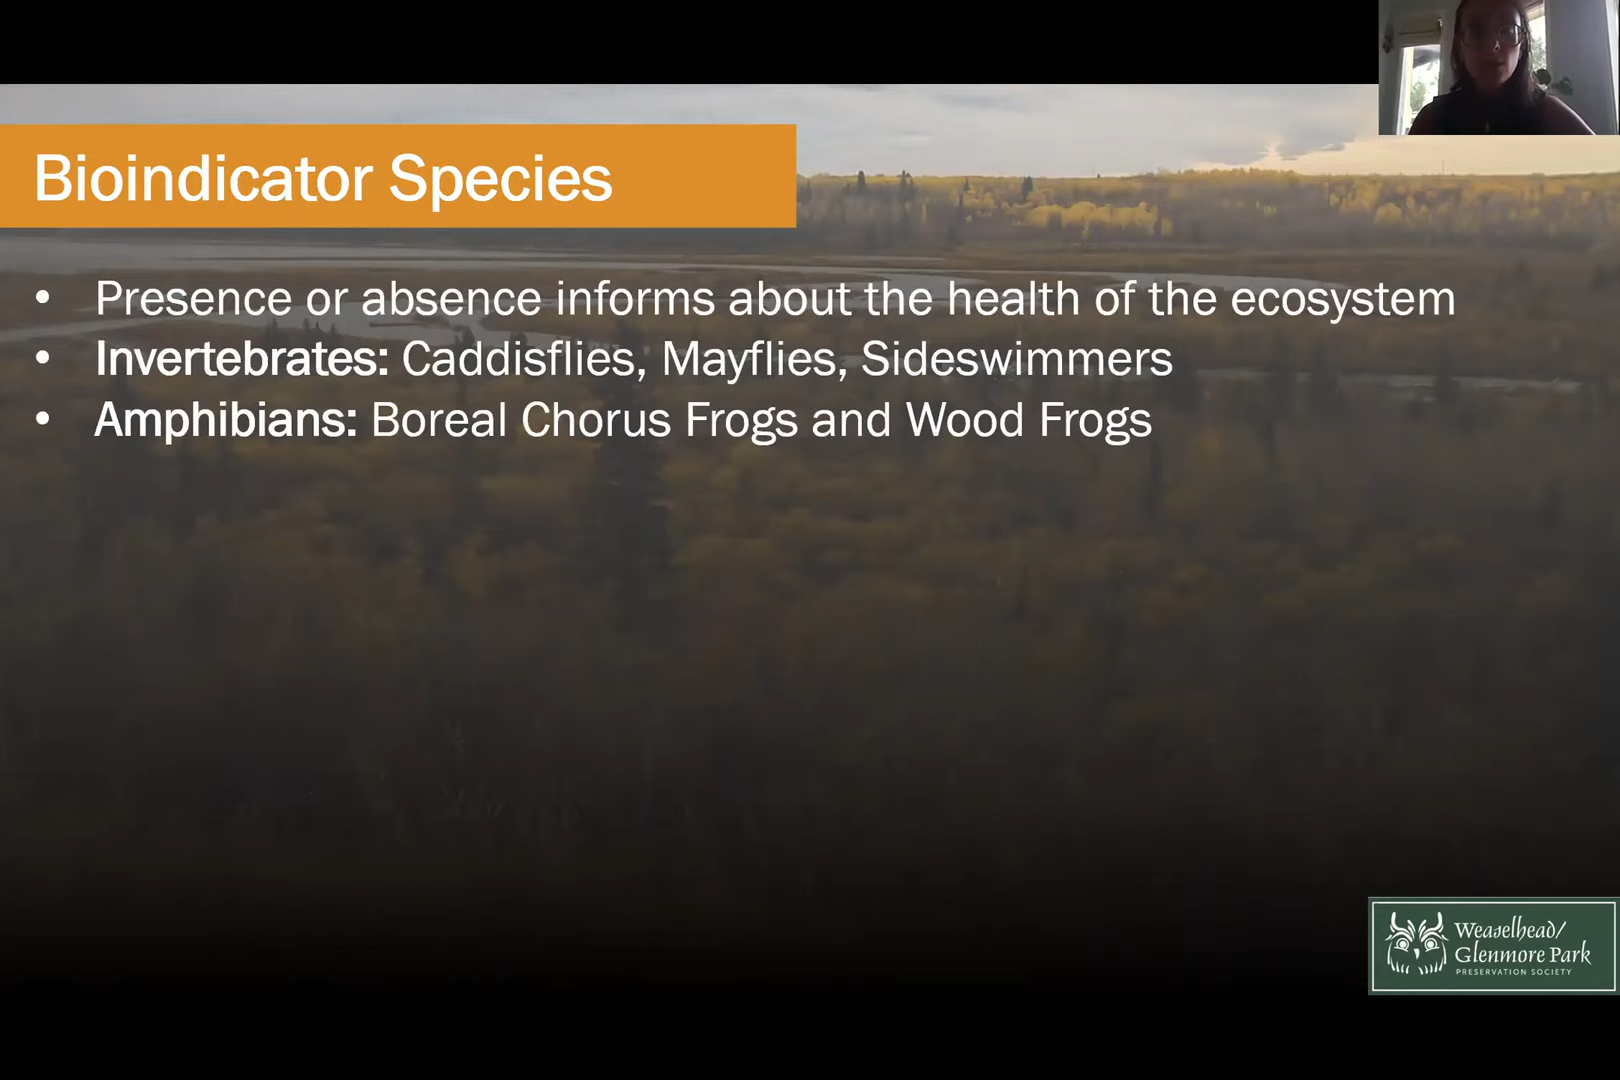 Bioindicator Species
• Presence or absence informs about the health of the ecosystem
• Invertebrates: Caddisflies, Mayflies, Sideswimmers
• Amphibians: Boreal Chorus Frogs and Wood Frogs
Weaselhead/
Glenmore Park
PRESERVATION SOCIETY